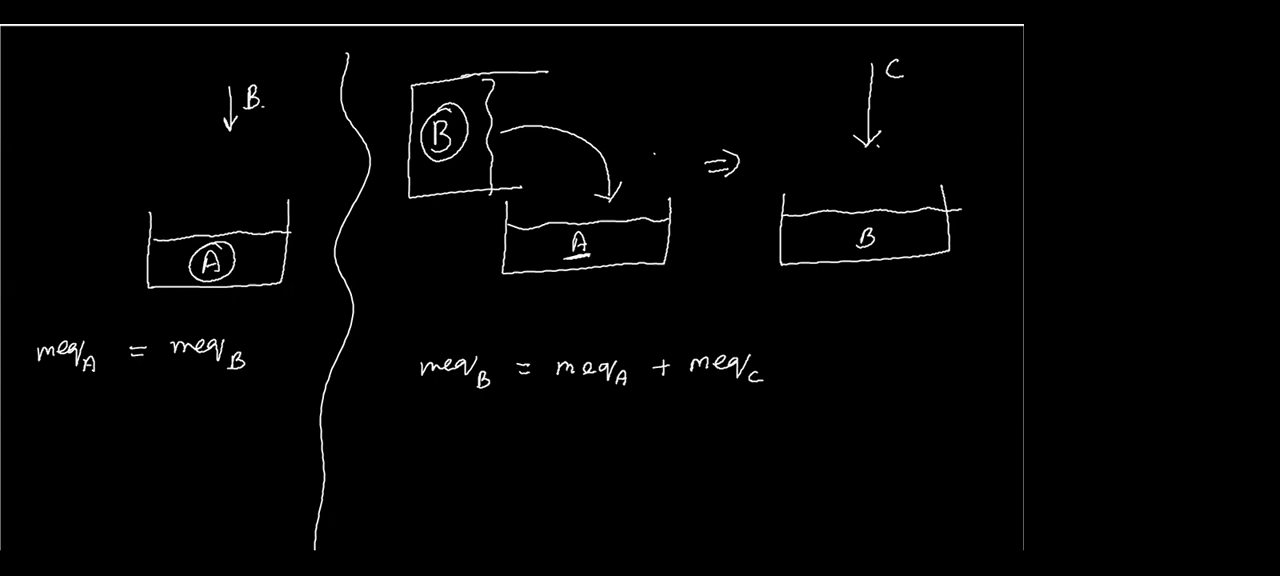 B.
A
meq_A = meq_B
B
A
C
B
meq_B = meq_A + meq_C